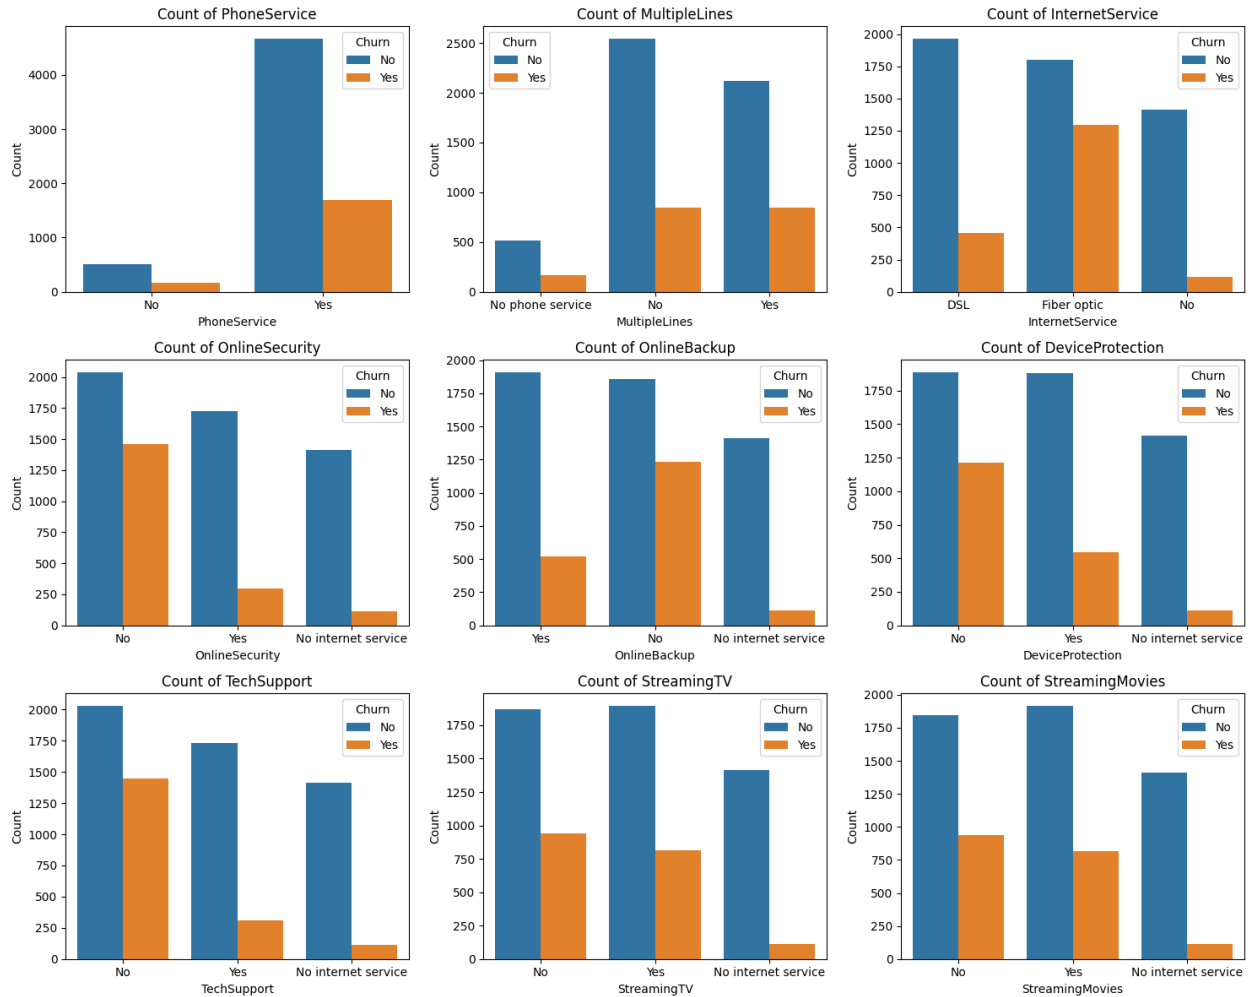 Count of PhoneService
Churn
No
Yes
4000
3000
2000
1000
0
Count
No
Yes
PhoneService
Count of MultipleLines
Churn
No
Yes
2500
2000
1500
1000
500
0
Count
No phone service
No
Yes
MultipleLines
Count of InternetService
Churn
No
Yes
2000
1750
1500
1250
1000
750
500
250
0
Count
DSL
Fiber optic
No
InternetService
Count of OnlineSecurity
Churn
No
Yes
2000
1750
1500
1250
1000
750
500
250
0
Count
No
Yes
No internet service
OnlineSecurity
Count of OnlineBackup
Churn
No
Yes
2000
1750
1500
1250
1000
750
500
250
0
Count
Yes
No
No internet service
OnlineBackup
Count of DeviceProtection
Churn
No
Yes
1750
1500
1250
1000
750
500
250
0
Count
No
Yes
No internet service
DeviceProtection
Count of TechSupport
Churn
No
Yes
2000
1750
1500
1250
1000
750
500
250
0
Count
No
Yes
No internet service
TechSupport
Count of StreamingTV
Churn
No
Yes
1750
1500
1250
1000
750
500
250
0
Count
No
Yes
No internet service
StreamingTV
Count of StreamingMovies
Churn
No
Yes
2000
1750
1500
1250
1000
750
500
250
0
Count
No
Yes
No internet service
StreamingMovies